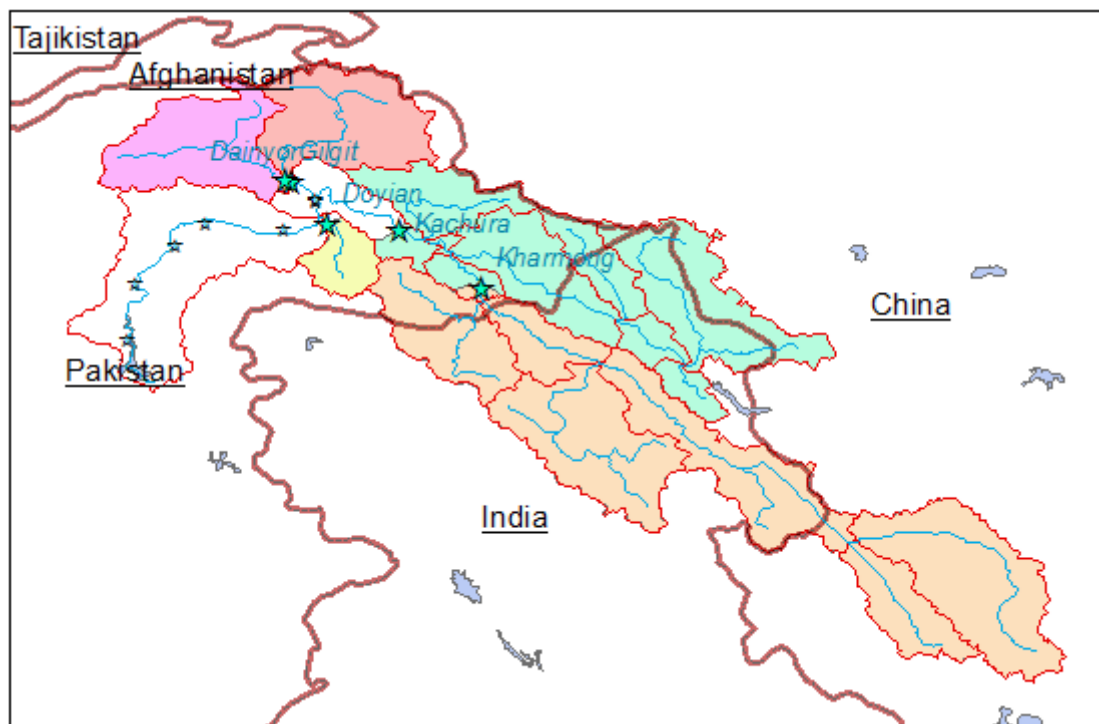 Tajikistan
Afghanistan
DainyorGilgit
Doyian
Kachura
Kharmong
China
Pakistan
India